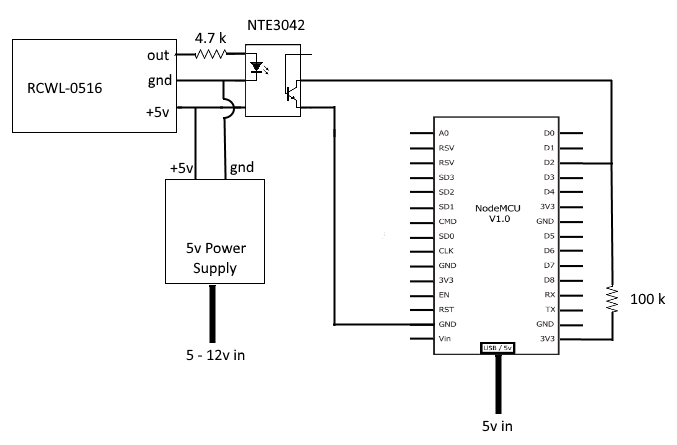 NTE3042
4.7 k
out
gnd
RCWL-0516
+5v
+5v
gnd
5v Power
Supply
5 - 12v in
A0
RSV
RSV
SD3
SD2
SD1
CMD
SD0
CLK
GND
3V3
EN
RST
GND
Vin
NodeMCU
V1.0
USB / 5v
D0
D1
D2
D3
D4
3V3
GND
D5
D6
D7
D8
RX
TX
GND
3V3
100 k
5v in